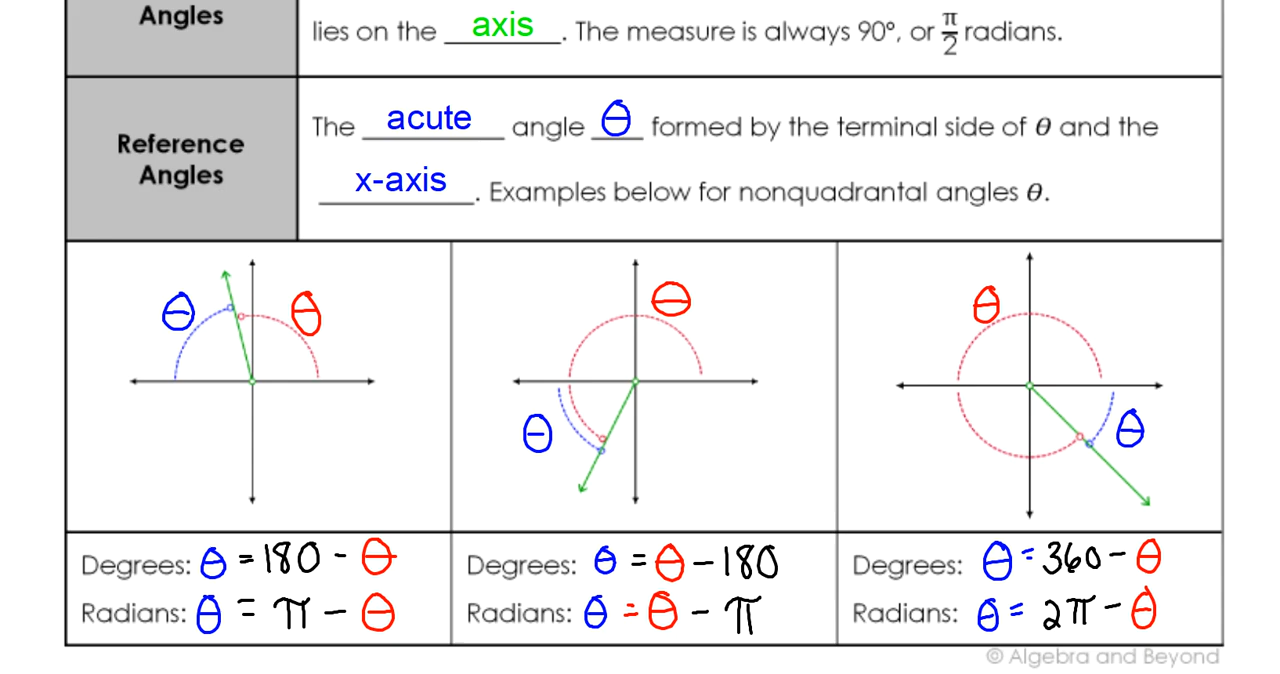 Angles
lies on the axis. The measure is always 90°, or π/2 radians.
Reference
Angles
The acute angle θ formed by the terminal side of θ and the
x-axis. Examples below for nonquadrantal angles θ.
θ θ
θ
θ
θ
θ
Degrees: θ = 180 - θ
Radians: θ = π - θ
Degrees: θ = θ - 180
Radians: θ = θ - π
Degrees: θ = 360 - θ
Radians: θ = 2π - θ
© Algebra and Beyond